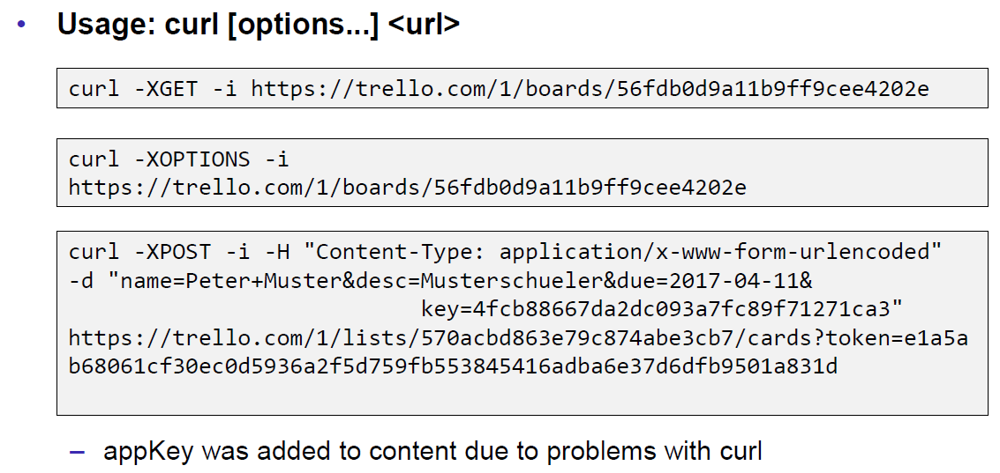 • Usage: curl [options...] <url>
curl -XGET -i https://trello.com/1/boards/56fdb0d9a11b9ff9cee4202e
curl -XOPTIONS -i
https://trello.com/1/boards/56fdb0d9a11b9ff9cee4202e
curl -XPOST -i -H "Content-Type: application/x-www-form-urlencoded"
-d "name=Peter+Muster&desc=Musterschueler&due=2017-04-11&
key=4fcb88667da2dc093a7fc89f71271ca3"
https://trello.com/1/lists/570acbd863e79c874abe3cb7/cards?token=e1a5a
b68061cf30ec0d5936a2f5d759fb553845416adba6e37d6dfb9501a831d
– appKey was added to content due to problems with curl